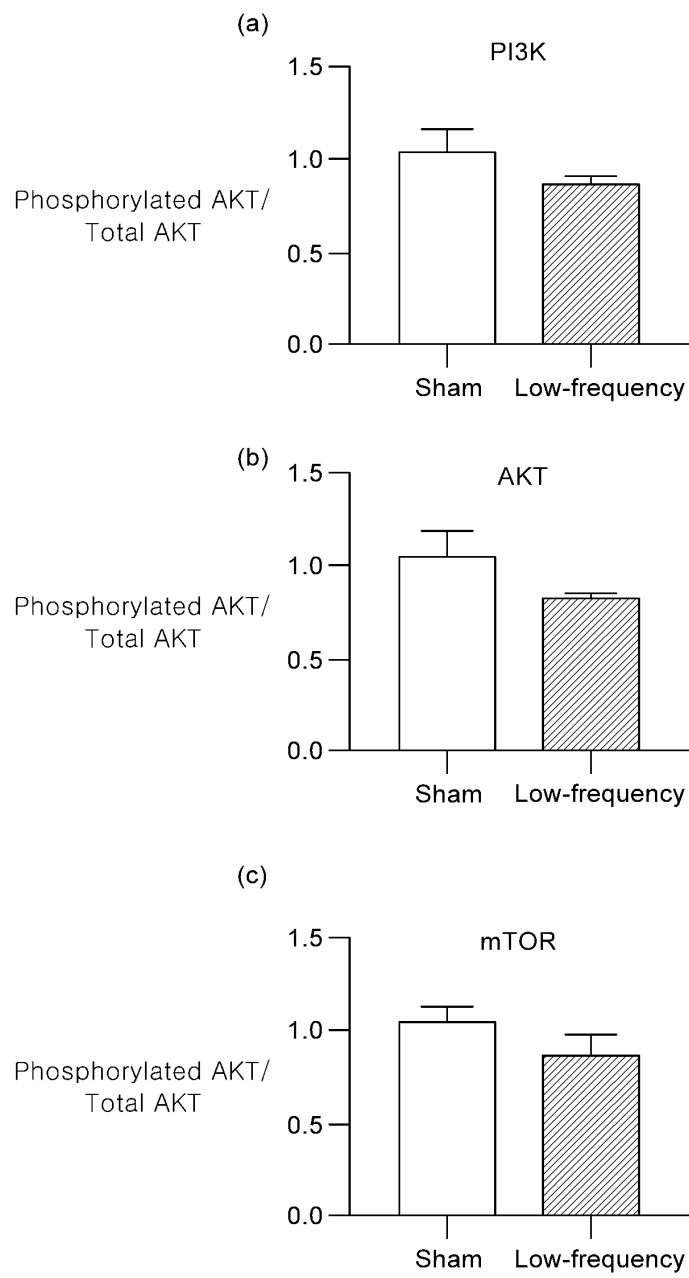 (a)
PI3K
1.5
1.0
0.5
0.0
Phosphorylated AKT/
Total AKT
Sham
Low-frequency
(b)
AKT
1.5
1.0
0.5
0.0
Phosphorylated AKT/
Total AKT
Sham
Low-frequency
(c)
mTOR
1.5
1.0
0.5
0.0
Phosphorylated AKT/
Total AKT
Sham
Low-frequency